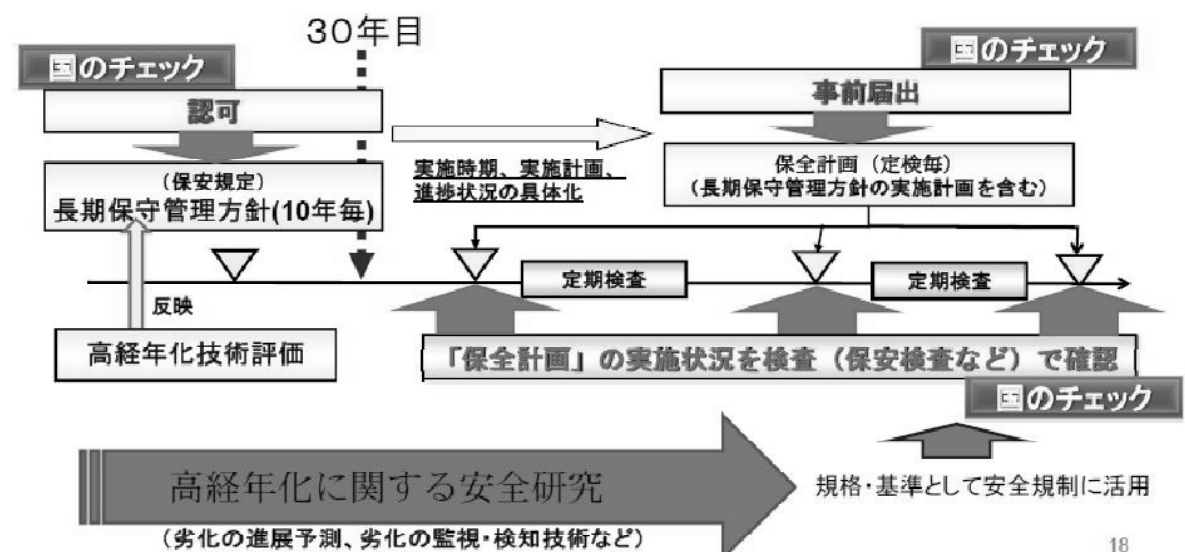 30年目
国のチェック
認可
(保安規定)
長期保守管理方針(10年毎)
反映
高経年化技術評価
実施時期、実施計画、
進捗状況の具体化
国のチェック
事前届出
保全計画(定検毎)
(長期保守管理方針の実施計画を含む)
定期検査
定期検査
「保全計画」の実施状況を検査(保安検査など)で確認
国のチェック
高経年化に関する安全研究
(劣化の進展予測、劣化の監視・検知技術など)
規格・基準として安全規制に活用
18